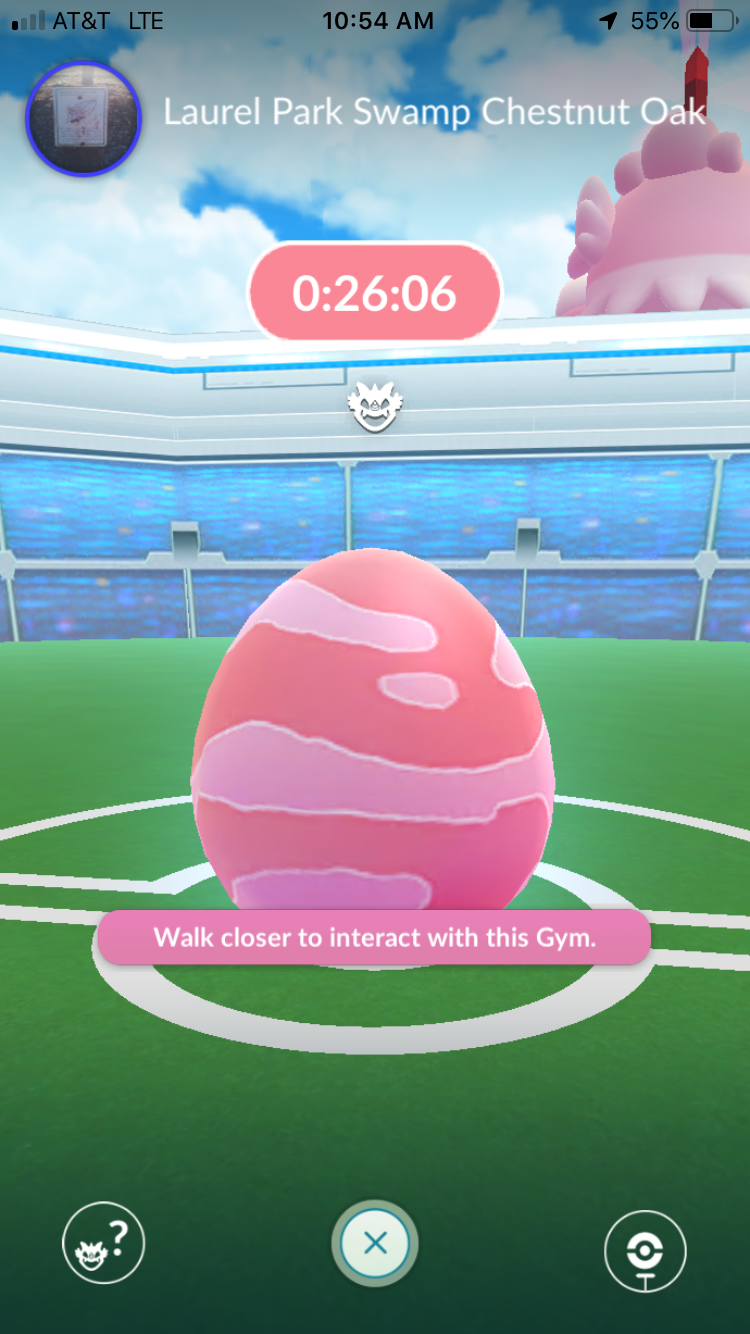 AT&T LTE 10:54 AM 55%
Laurel Park Swamp Chestnut Oak
0:26:06
Walk closer to interact with this Gym.
?